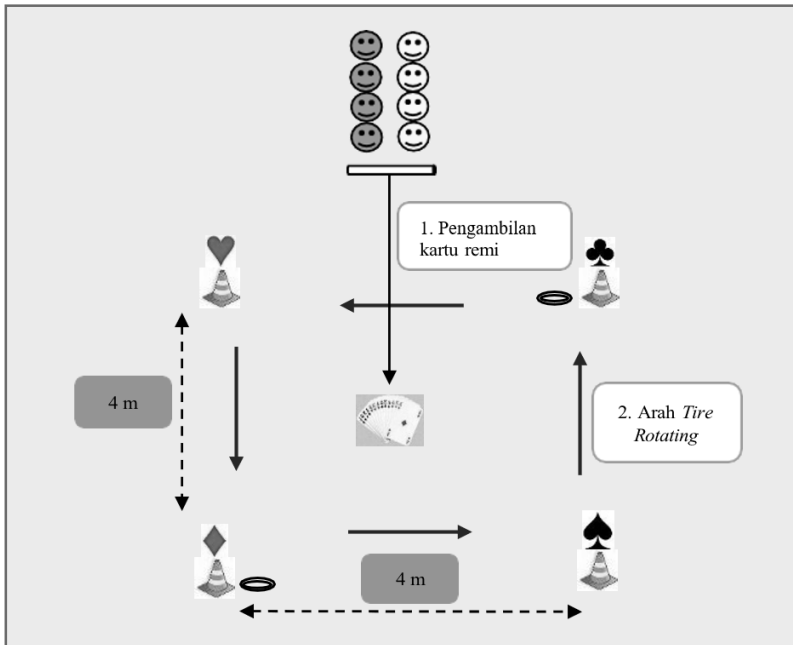 1. Pengambilan
kartu remi
4 m
2. Arah Tire
Rotating
4 m